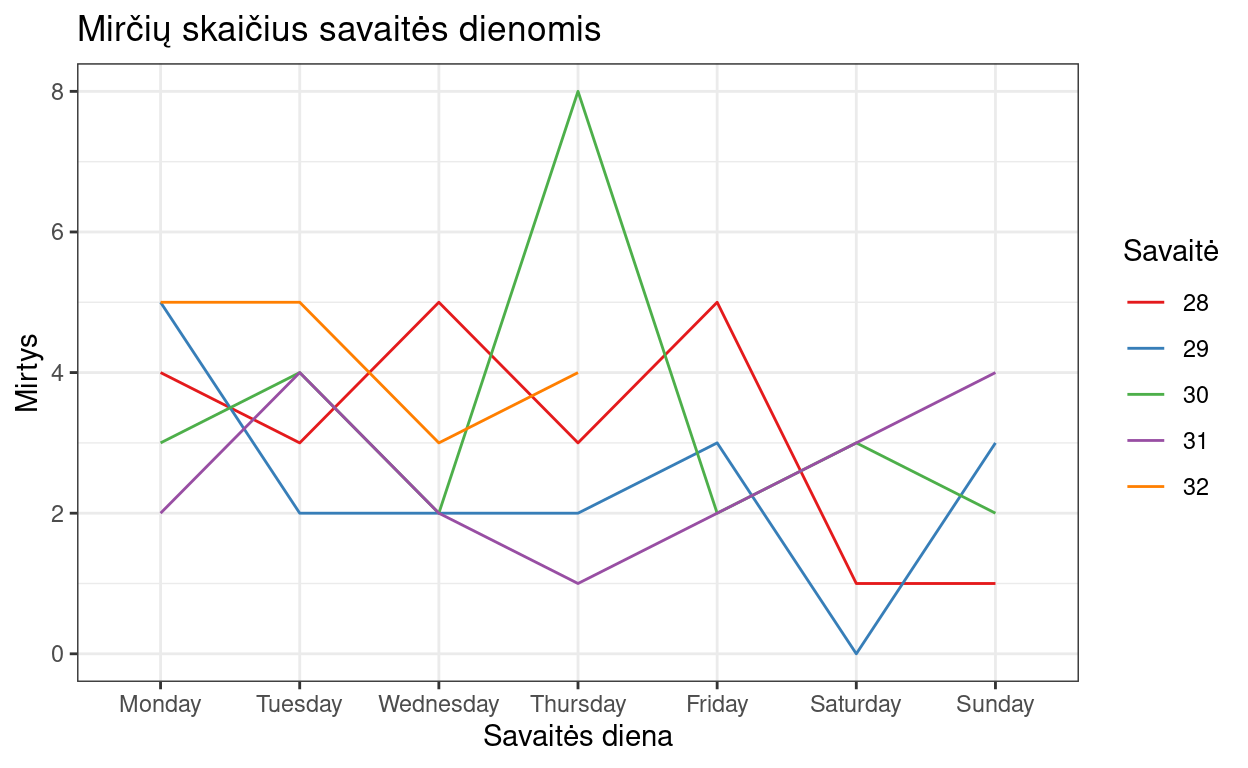 Mirčių skaičius savaitės dienomis
8
6
4
2
0
Mirtys
Monday Tuesday Wednesday Thursday Friday Saturday Sunday
Savaitės diena
Savaitė
28
29
30
31
32